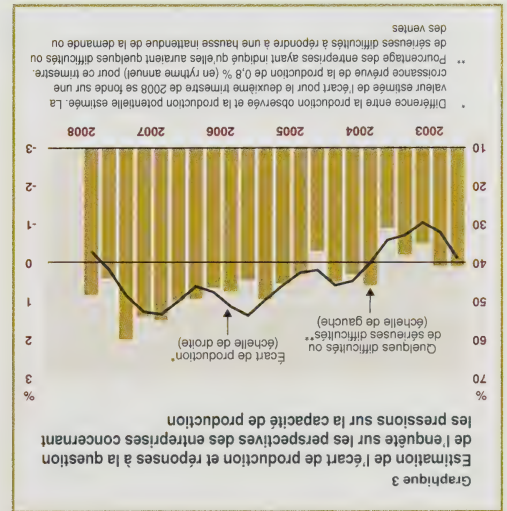 Graphique 3
Estimation de l'écart de production et réponses à la question
de l'enquête sur les perspectives des entreprises concernant
les pressions sur la capacité de production
% %
70 3
60 2
50 1
40 0
30 -1
20 -2
10 -3
Quelques difficultés ou
de sérieuses difficultés**
(échelle de gauche)
Écart de production*
(échelle de droite)
2003 2004 2005 2006 2007 2008
* Différence entre la production observée et la production potentielle estimée. La
valeur estimée de l'écart pour le deuxième trimestre de 2008 se fonde sur une
croissance prévue de la production de 0,8 % (en rythme annuel) pour ce trimestre.
** Pourcentage des entreprises ayant indiqué qu'elles auraient quelques difficultés ou
de sérieuses difficultés à répondre à une hausse inattendue de la demande ou
des ventes